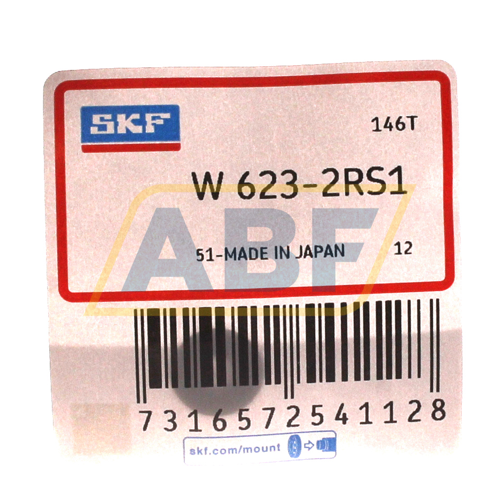 SKF
146T
W 623-2RS1
51-MADE IN JAPAN 12
ABF
7316572541128
skf.com/mount